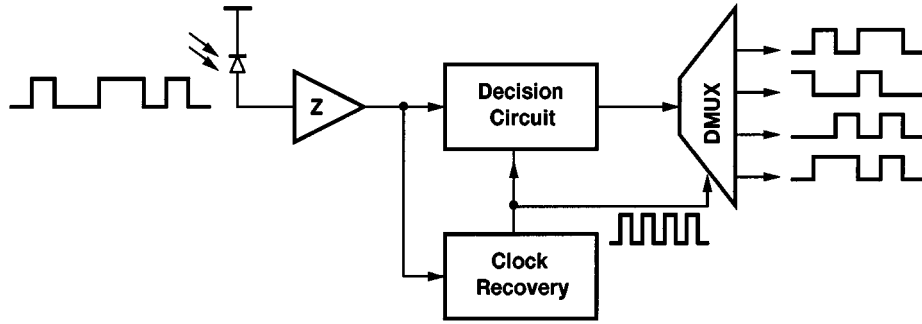 Z
Decision
Circuit
DMUX
Clock
Recovery